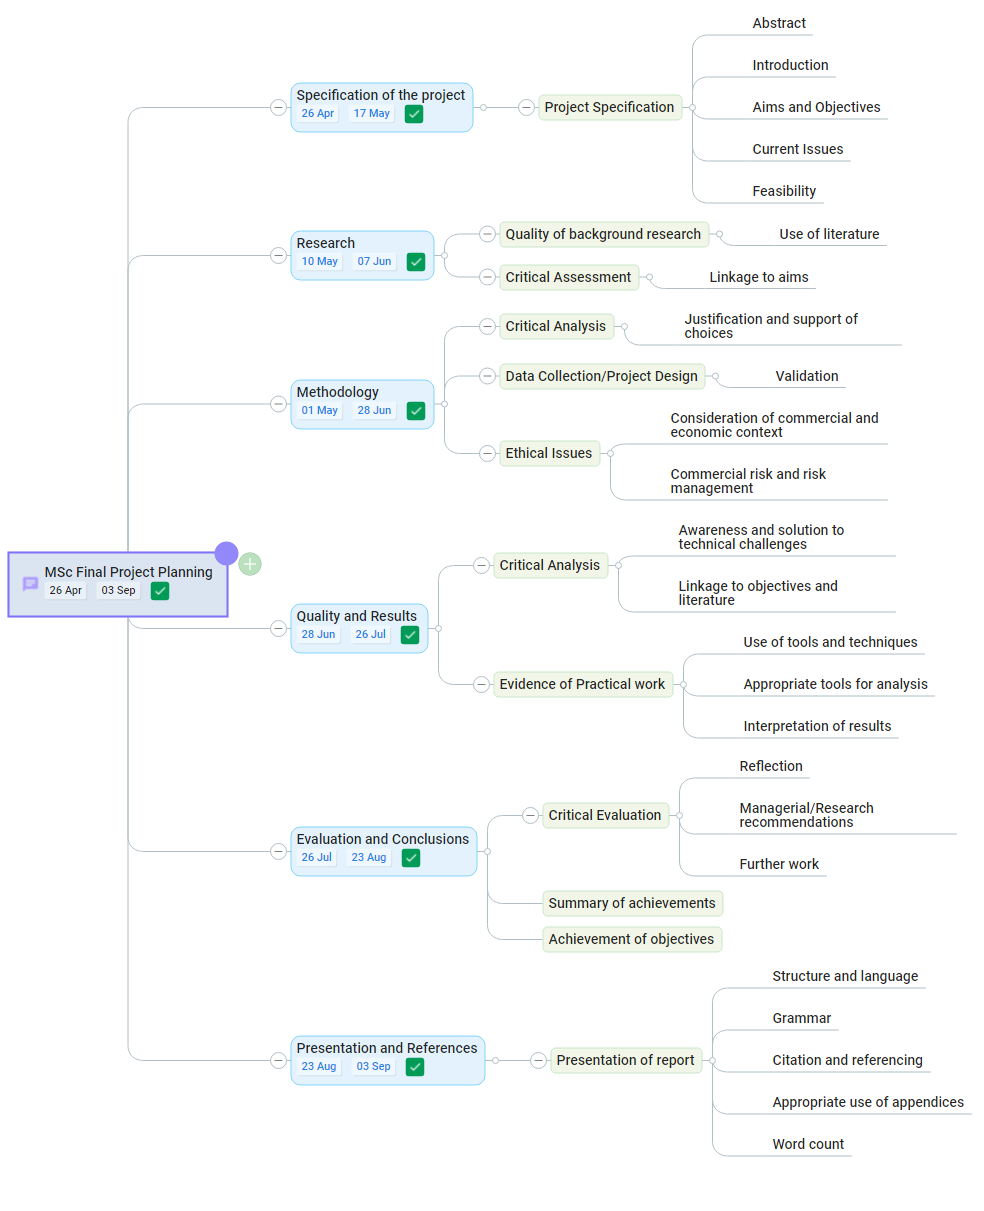 MSc Final Project Planning
26 Apr 03 Sep
Specification of the project
26 Apr 17 May
Project Specification
Abstract
Introduction
Aims and Objectives
Current Issues
Feasibility
Research
10 May 07 Jun
Quality of background research
Use of literature
Critical Assessment
Linkage to aims
Methodology
01 May 28 Jun
Critical Analysis
Justification and support of
choices
Data Collection/Project Design
Validation
Ethical Issues
Consideration of commercial and
economic context
Commercial risk and risk
management
Quality and Results
28 Jun 26 Jul
Critical Analysis
Awareness and solution to
technical challenges
Linkage to objectives and
literature
Evidence of Practical work
Use of tools and techniques
Appropriate tools for analysis
Interpretation of results
Evaluation and Conclusions
26 Jul 23 Aug
Critical Evaluation
Reflection
Managerial/Research
recommendations
Further work
Summary of achievements
Achievement of objectives
Presentation and References
23 Aug 03 Sep
Presentation of report
Structure and language
Grammar
Citation and referencing
Appropriate use of appendices
Word count